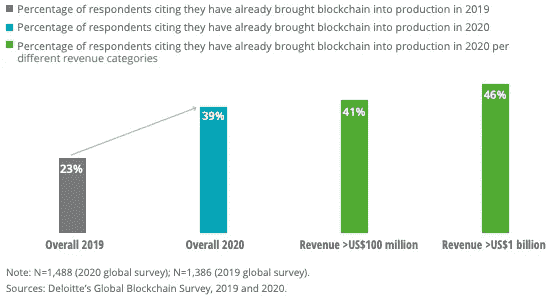 Percentage of respondents citing they have already brought blockchain into production in 2019
Percentage of respondents citing they have already brought blockchain into production in 2020
Percentage of respondents citing they have already brought blockchain into production in 2020 per
different revenue categories
23%
39%
41%
46%
Overall 2019
Overall 2020
Revenue >US$100 million
Revenue >US$1 billion
Note: N=1,488 (2020 global survey); N=1,386 (2019 global survey).
Sources: Deloitte's Global Blockchain Survey, 2019 and 2020.